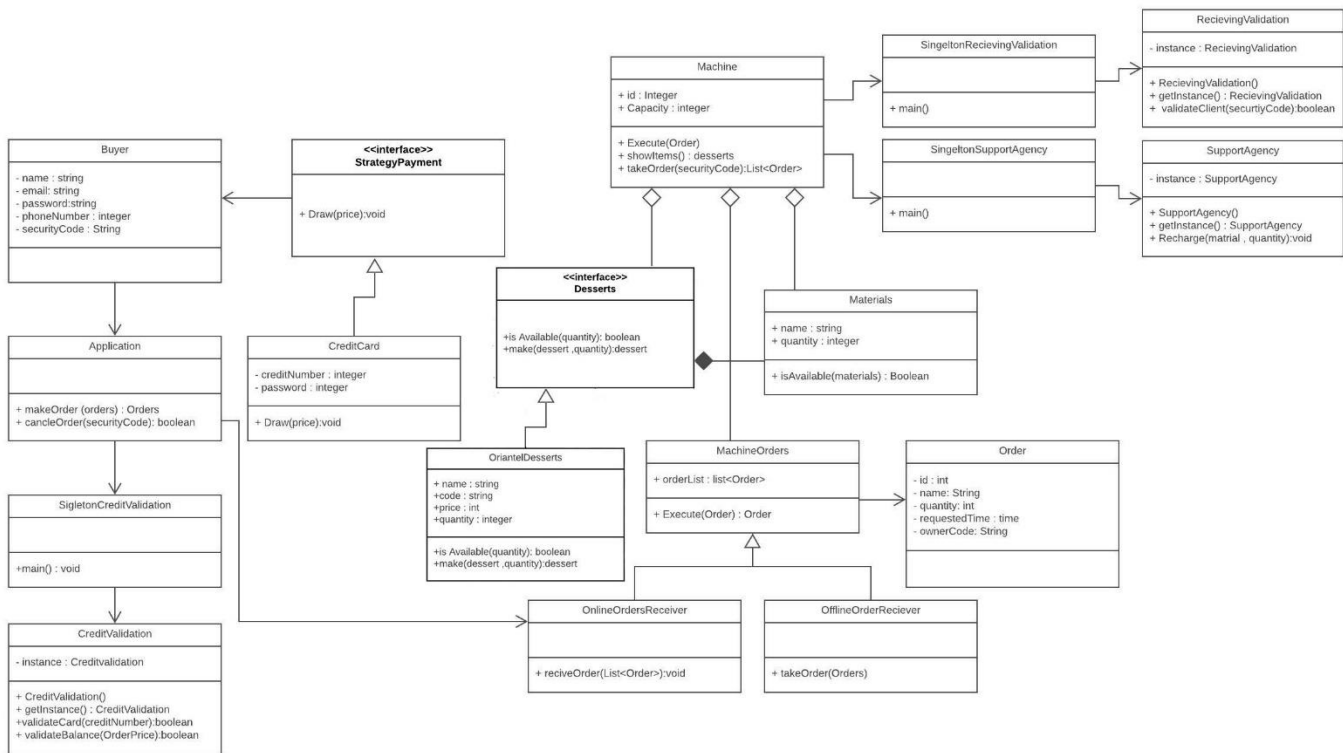 RecievingValidation
- instance : RecievingValidation
+ RecievingValidation()
+ getInstance() : RecievingValidation
+ validateClient(securtiyCode):boolean
SingeltonRecievingValidation
+ main()
Machine
+ id : Integer
+ Capacity : integer
+ Execute(Order)
+ showItems() : desserts
+ takeOrder(securityCode):List<Order>
SingeltonSupportAgency
+ main()
SupportAgency
- instance : SupportAgency
+ SupportAgency()
+ getInstance() : SupportAgency
+ Recharge(matrial , quantity):void
Buyer
- name : string
- email: string
- password:string
- phoneNumber : integer
- securityCode : String
<<interface>>
StrategyPayment
+ Draw(price):void
<<interface>>
Desserts
+is Available(quantity): boolean
+make(dessert ,quantity):dessert
Materials
+ name : string
+ quantity : integer
+ isAvailable(materials) : Boolean
Application
+ makeOrder (orders) : Orders
+ cancleOrder(securityCode): boolean
CreditCard
- creditNumber : integer
- password : integer
+ Draw(price):void
OriantelDesserts
+ name : string
+code : string
+price : int
+quantity : integer
+is Available(quantity): boolean
+make(dessert ,quantity):dessert
MachineOrders
+ orderList : list<Order>
+ Execute(Order) : Order
Order
- id : int
- name: String
- quantity: int
- requestedTime : time
- ownerCode: String
SigletonCreditValidation
+main() : void
CreditValidation
- instance : Creditvalidation
+ CreditValidation()
+ getInstance() : CreditValidation
+validateCard(creditNumber):boolean
+ validateBalance(OrderPrice):boolean
OnlineOrdersReceiver
+ reciveOrder(List<Order>):void
OfflineOrderReciever
+ takeOrder(Orders)